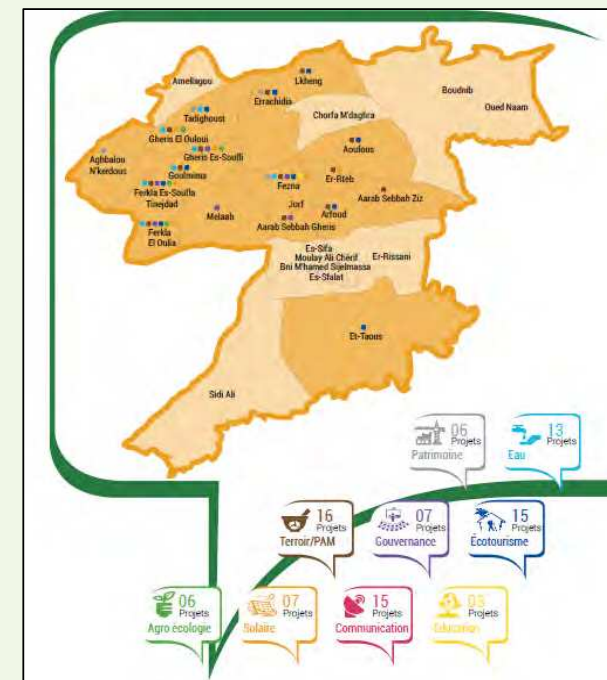 Amellagou
Lkheng
Errachidia
Boudnib
Oued Naam
Tadighoust
Chorfa M'daghra
Gheris El Ouloui
Aghbalou
N'kerdous
Gheris Es-Soufli
Aoulous
Goulmima
Er-Rteb
Ferkla Es-Soufla
Tinejdad
Fezna
Aarab Sebbah Ziz
Melaab
Jorf
Arfoud
Ferkla
El Oulia
Aarab Sebbah Gheris
Es-Sifa
Moulay Ali Chérif
Er-Rissani
Bni M'hamed Sijelmassa
Es-Sfalat
Et-Taous
Sidi Ali
06
Projets
Patrimoine
13
Projets
Eau
16
Projets
Terroir/PAM
07
Projets
Gouvernance
15
Projets
Écotourisme
06
Projets
Agro écologie
07
Projets
Solaire
15
Projets
Communication
03
Projets
Education